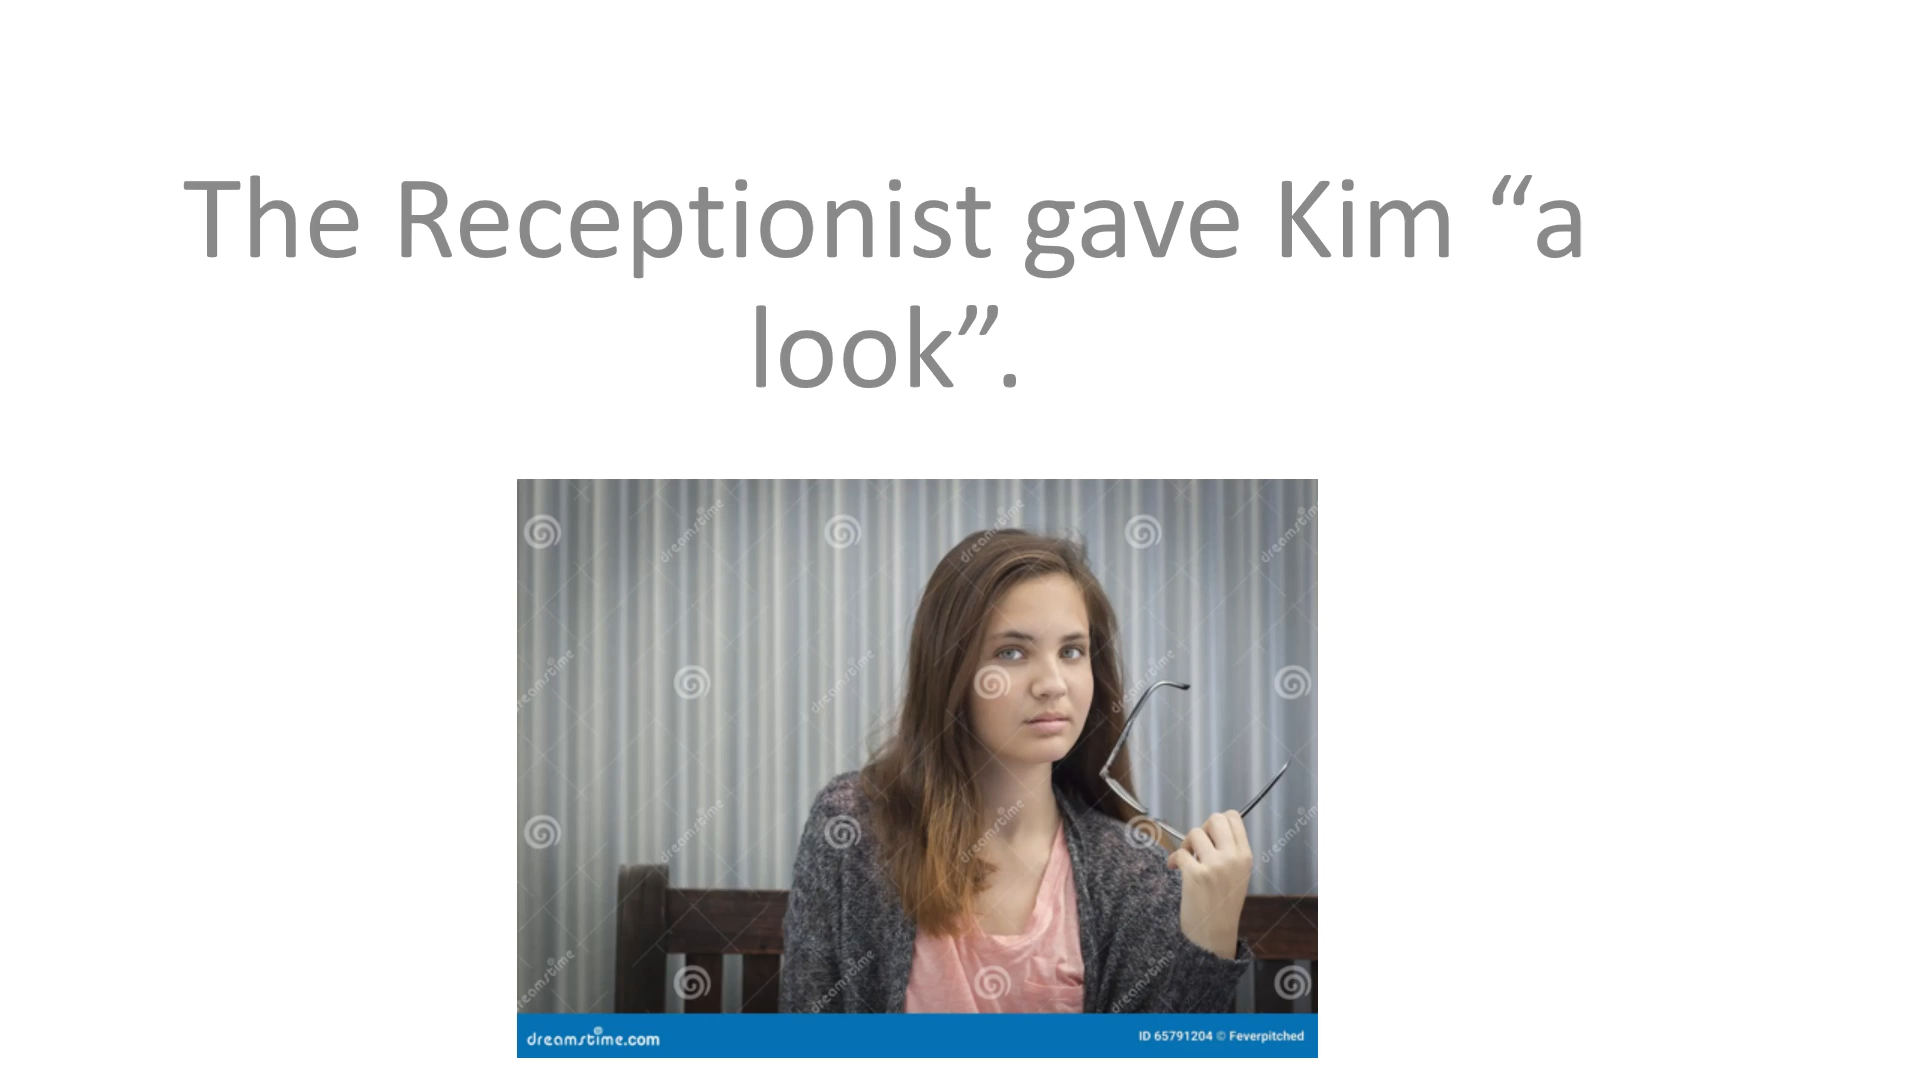 The Receptionist gave Kim “a
look”.
dreamstime.com
ID 65791204 © Feverpitched